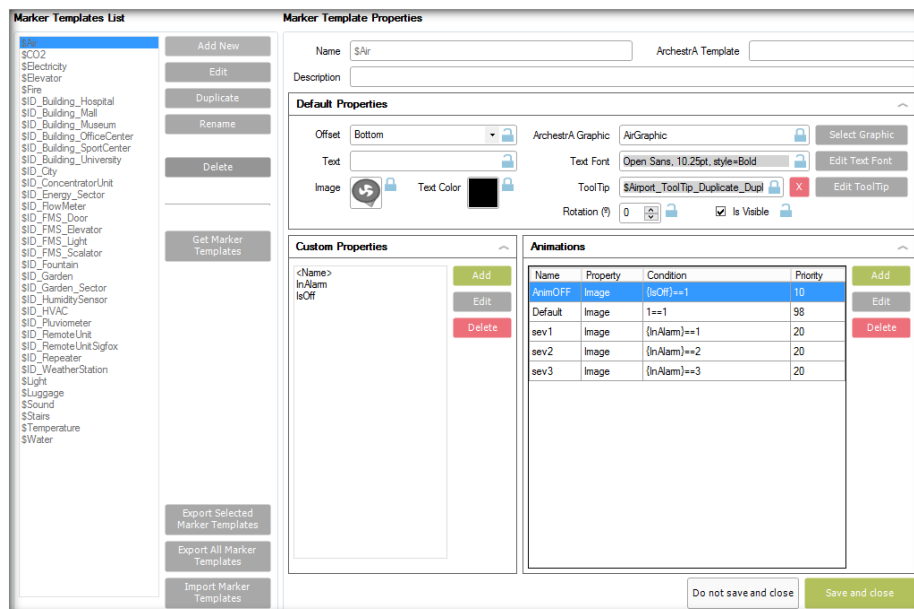 Marker Templates List
$Air
$CO2
$Electricity
$Elevator
$Fire
$ID_Building_Hospital
$ID_Building_Mall
$ID_Building_Museum
$ID_Building_OfficeCenter
$ID_Building_SportCenter
$ID_Building_University
$ID_City
$ID_ConcentratorUnit
$ID_Energy_Sector
$ID_FlowMeter
$ID_FMS_Door
$ID_FMS_Elevator
$ID_FMS_Light
$ID_FMS_Scalator
$ID_Fountain
$ID_Garden
$ID_Garden_Sector
$ID_HumiditySensor
$ID_HVAC
$ID_Pluviometer
$ID_RemoteUnit
$ID_RemoteUnitSigfox
$ID_Repeater
$ID_WeatherStation
$Light
$Luggage
$Sound
$Stairs
$Temperature
$Water
Add New
Edit
Duplicate
Rename
Delete
Get Marker
Templates
Export Selected
Marker Templates
Export All Marker
Templates
Import Marker
Templates
Marker Template Properties
Name $Air ArchestrA Template
Description
Default Properties
Offset Bottom ArchestrA Graphic AirGraphic Select Graphic
Text Text Font Open Sans, 10.25pt, style=Bold Edit Text Font
Image Text Color ToolTip $Airport_ToolTip_Duplicate_Dupl X Edit ToolTip
Rotation (º) 0 Is Visible
Custom Properties
<Name>
InAlarm
IsOff
Add
Edit
Delete
Animations
Name Property Condition Priority
AnimOFF Image {IsOff}==1 10
Default Image 1==1 98
sev1 Image {InAlarm}==1 20
sev2 Image {InAlarm}==2 20
sev3 Image {InAlarm}==3 20
Add
Edit
Delete
Do not save and close Save and close